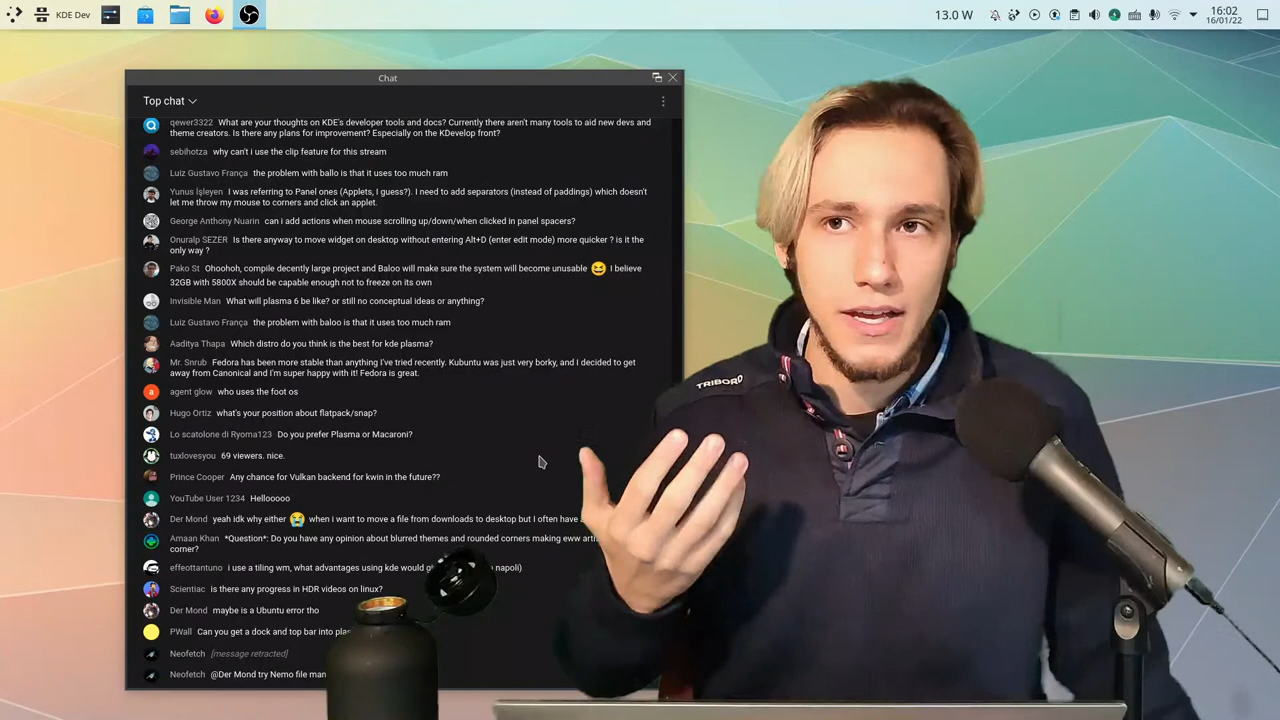 KDE Dev
13.0 W
16:02
16/01/22
Chat
Top chat
qewer3322 What are your thoughts on KDE's developer tools and docs? Currently there aren't many tools to aid new devs and
theme creators. Is there any plans for improvement? Especially on the KDevelop front?
sebihotza why can't i use the clip feature for this stream
Luiz Gustavo França the problem with ballo is that it uses too much ram
Yunus İşleyen I was referring to Panel ones (Applets, I guess?). I need to add separators (instead of paddings) which doesn't
let me throw my mouse to corners and click an applet.
George Anthony Nuarin can i add actions when mouse scrolling up/down/when clicked in panel spacers?
Onuralp SEZER Is there anyway to move widget on desktop without entering Alt+D (enter edit mode) more quicker ? is it the
only way ?
Pako St Ohoohoh, compile decently large project and Baloo will make sure the system will become unusable 😆 I believe
32GB with 5800X should be capable enough not to freeze on its own
Invisible Man What will plasma 6 be like? or still no conceptual ideas or anything?
Luiz Gustavo França the problem with baloo is that it uses too much ram
Aaditya Thapa Which distro do you think is the best for kde plasma?
Mr. Snrub Fedora has been more stable than anything I've tried recently. Kubuntu was just very borky, and I decided to get
away from Canonical and I'm super happy with it! Fedora is great.
a
agent glow who uses the foot os
Hugo Ortiz what's your position about flatpack/snap?
Lo scatolone di Ryoma123 Do you prefer Plasma or Macaroni?
tuxlovesyou 69 viewers. nice.
Prince Cooper Any chance for Vulkan backend for kwin in the future??
YouTube User 1234 Hellooooo
Der Mond yeah idk why either 😭 when i want to move a file from downloads to desktop but I often have
Amaan Khan *Question*: Do you have any opinion about blurred themes and rounded corners making eww
corner?
effeottantuno i use a tiling wm, what advantages using kde would napoli)
Scientiac is there any progress in HDR videos on linux?
Der Mond maybe is a Ubuntu error tho
PWall Can you get a dock and top bar into
Neofetch [message retracted]
Neofetch @Der Mond try Nemo file
TRIBORD